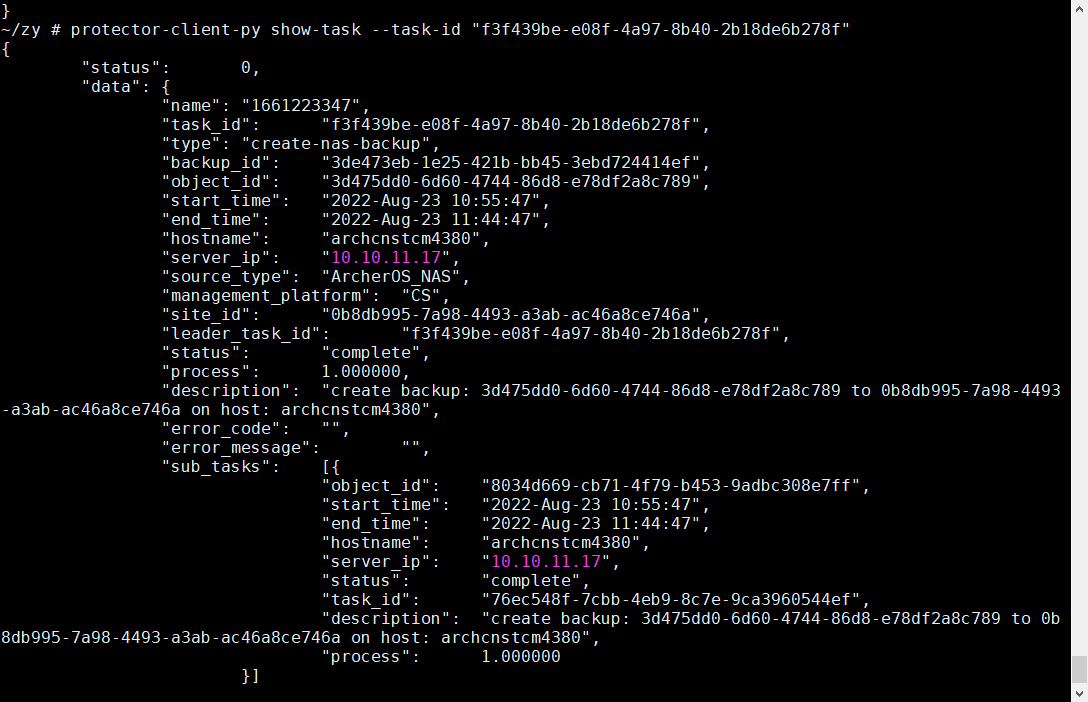 }
~/zy # protector-client-py show-task --task-id "f3f439be-e08f-4a97-8b40-2b18de6b278f"
{
        "status":       0,
        "data": {
                "name": "1661223347",
                "task_id":      "f3f439be-e08f-4a97-8b40-2b18de6b278f",
                "type": "create-nas-backup",
                "backup_id":    "3de473eb-1e25-421b-bb45-3ebd724414ef",
                "object_id":    "3d475dd0-6d60-4744-86d8-e78df2a8c789",
                "start_time":   "2022-Aug-23 10:55:47",
                "end_time":     "2022-Aug-23 11:44:47",
                "hostname":     "archcnstcm4380",
                "server_ip":    "10.10.11.17",
                "source_type":  "ArcherOS_NAS",
                "management_platform":  "CS",
                "site_id":      "0b8db995-7a98-4493-a3ab-ac46a8ce746a",
                "leader_task_id":       "f3f439be-e08f-4a97-8b40-2b18de6b278f",
                "status":       "complete",
                "process":      1.000000,
                "description":  "create backup: 3d475dd0-6d60-4744-86d8-e78df2a8c789 to 0b8db995-7a98-4493
-a3ab-ac46a8ce746a on host: archcnstcm4380",
                "error_code":   "",
                "error_message":        "",
                "sub_tasks":    [{
                                "object_id":    "8034d669-cb71-4f79-b453-9adbc308e7ff",
                                "start_time":   "2022-Aug-23 10:55:47",
                                "end_time":     "2022-Aug-23 11:44:47",
                                "hostname":     "archcnstcm4380",
                                "server_ip":    "10.10.11.17",
                                "status":       "complete",
                                "task_id":      "76ec548f-7cbb-4eb9-8c7e-9ca3960544ef",
                                "description":  "create backup: 3d475dd0-6d60-4744-86d8-e78df2a8c789 to 0b
8db995-7a98-4493-a3ab-ac46a8ce746a on host: archcnstcm4380",
                                "process":      1.000000
                        }]